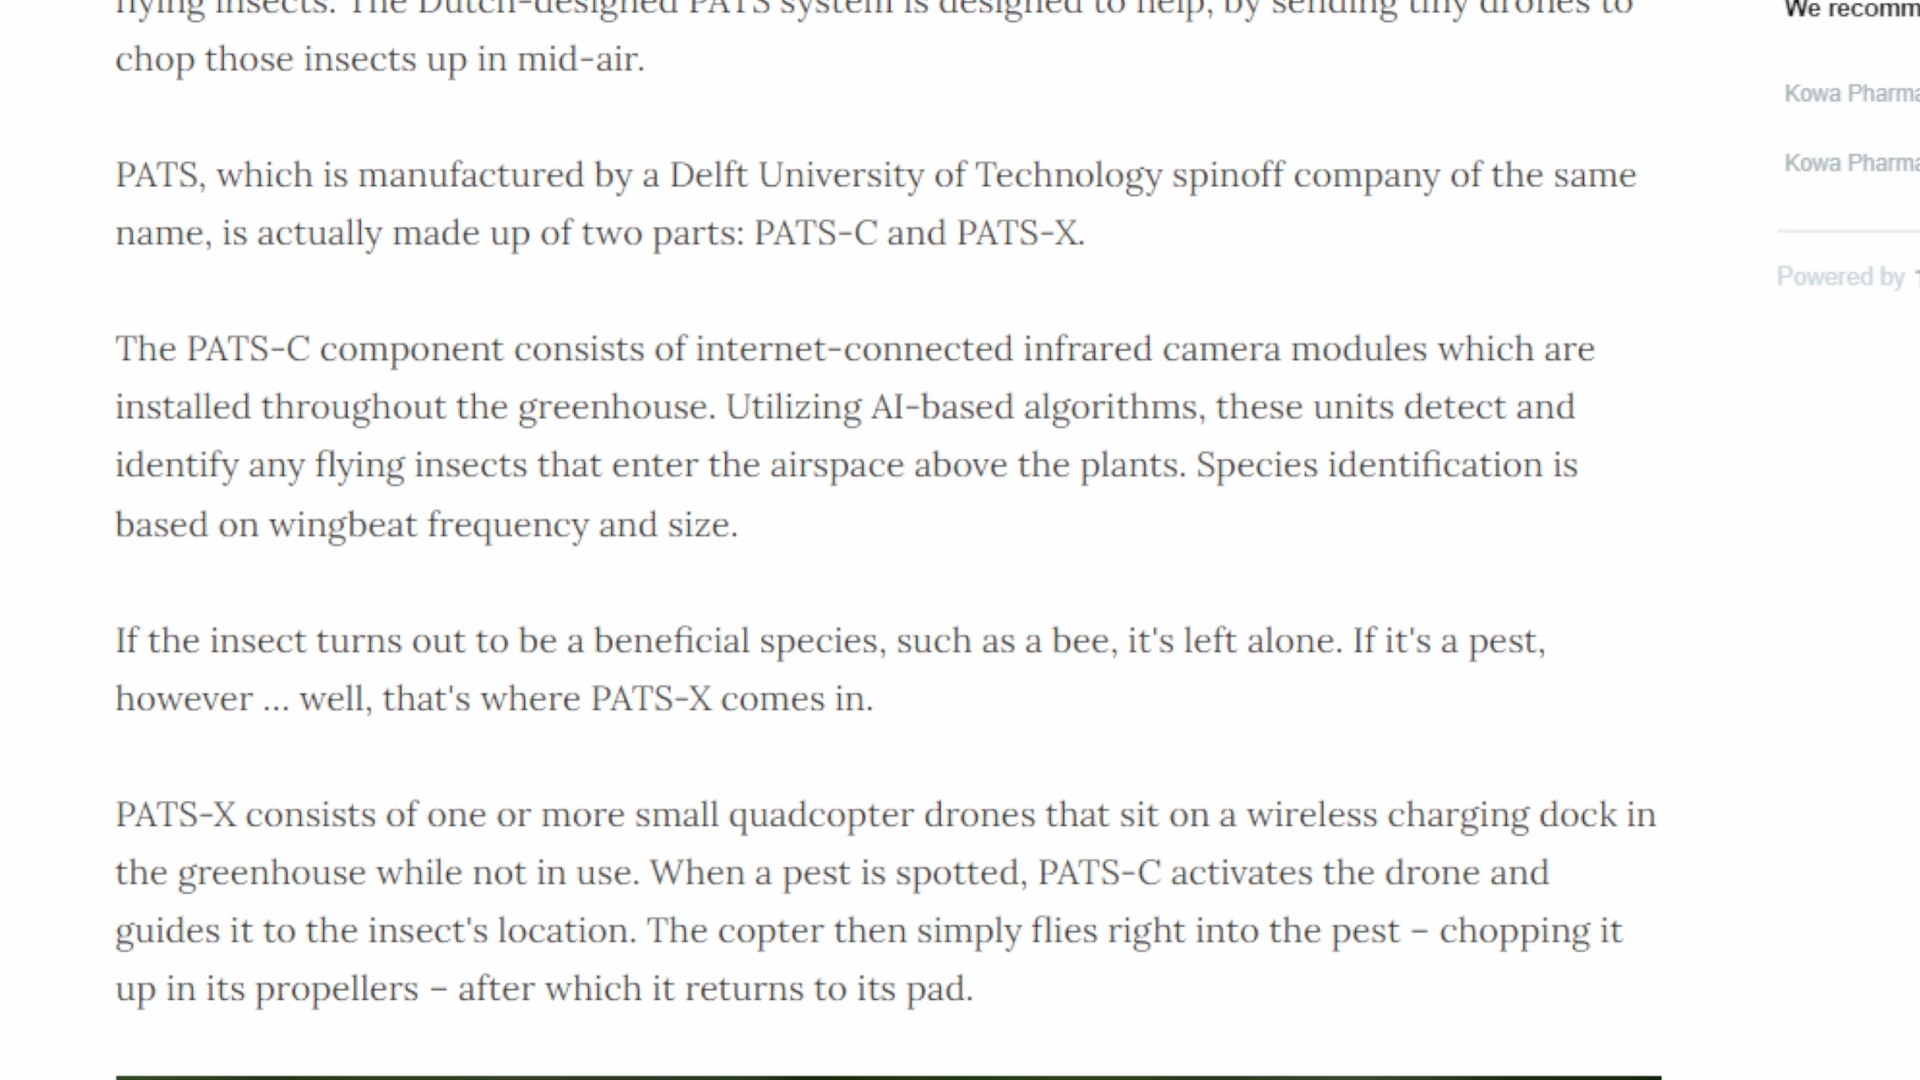 flying insects. The Dutch-designed PATS system is designed to help, by sending tiny drones to
chop those insects up in mid-air.
PATS, which is manufactured by a Delft University of Technology spinoff company of the same
name, is actually made up of two parts: PATS-C and PATS-X.
The PATS-C component consists of internet-connected infrared camera modules which are
installed throughout the greenhouse. Utilizing AI-based algorithms, these units detect and
identify any flying insects that enter the airspace above the plants. Species identification is
based on wingbeat frequency and size.
If the insect turns out to be a beneficial species, such as a bee, it's left alone. If it's a pest,
however ... well, that's where PATS-X comes in.
PATS-X consists of one or more small quadcopter drones that sit on a wireless charging dock in
the greenhouse while not in use. When a pest is spotted, PATS-C activates the drone and
guides it to the insect's location. The copter then simply flies right into the pest – chopping it
up in its propellers – after which it returns to its pad.
We recomm
Kowa Pharma
Kowa Pharma
Powered by